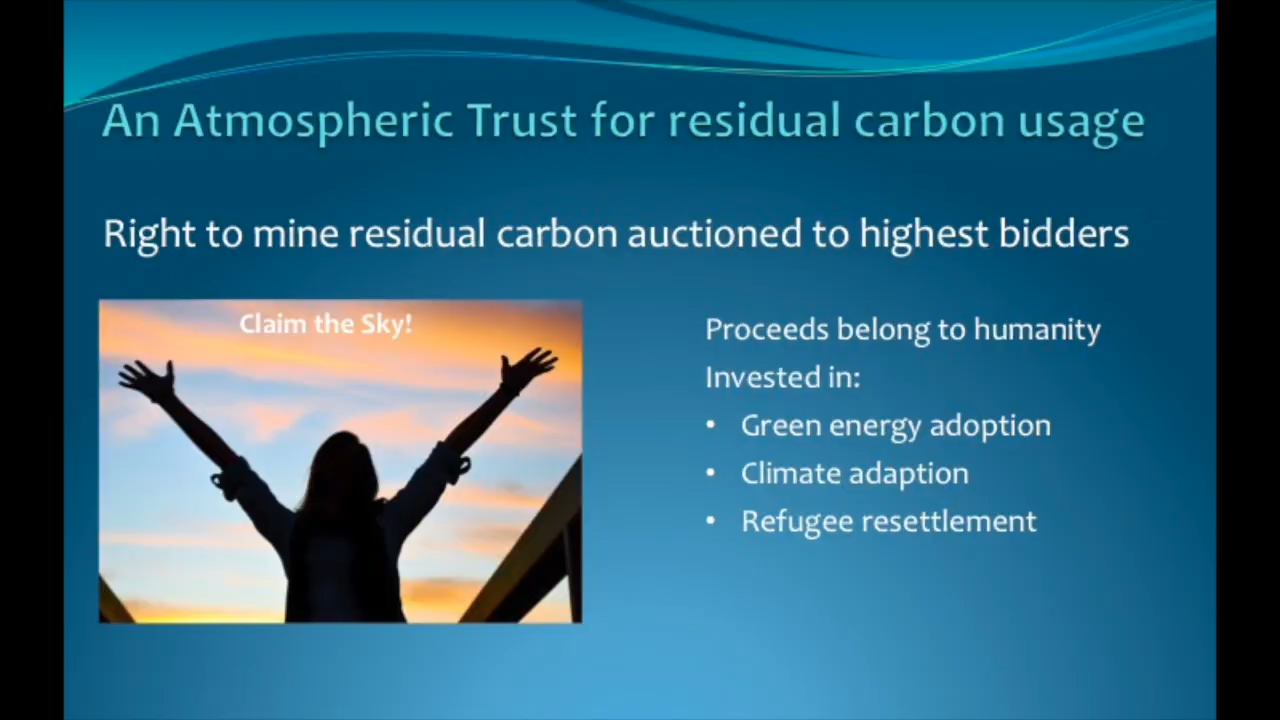 An Atmospheric Trust for residual carbon usage
Right to mine residual carbon auctioned to highest bidders
Claim the Sky!
Proceeds belong to humanity
Invested in:
• Green energy adoption
• Climate adaption
• Refugee resettlement